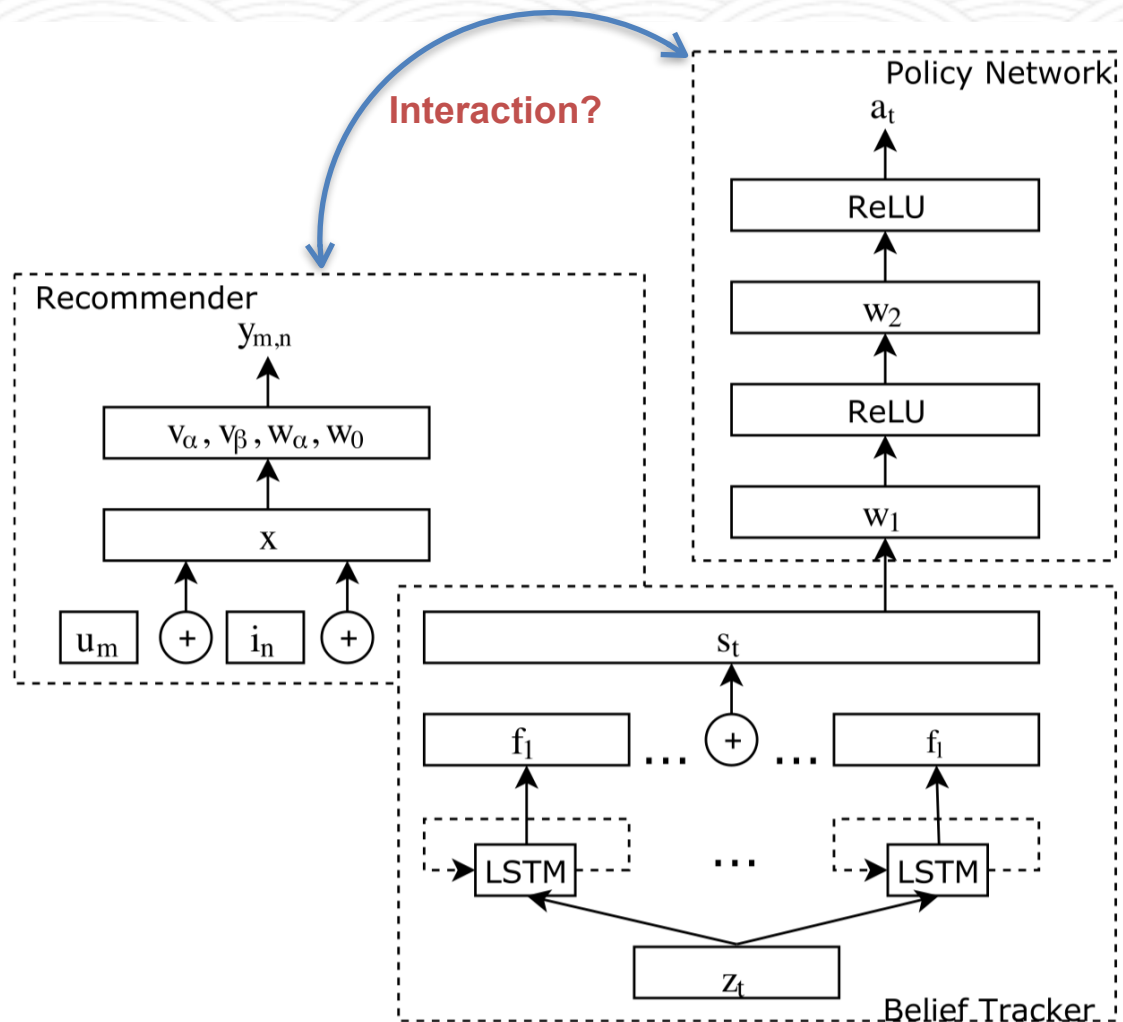 Interaction?
Policy Network
a_t
ReLU
w_2
ReLU
w_1
Recommender
y_m,n
v_α, v_β, w_α, w_0
x
u_m + i_n +
s_t
f_1 ... + ... f_l
LSTM ... LSTM
z_t
Belief Tracker